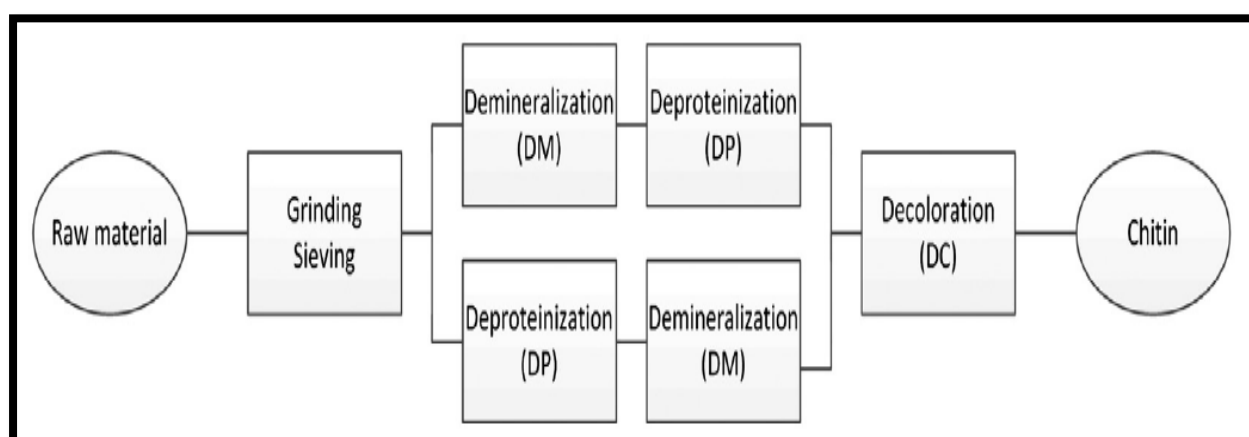 Raw material
Grinding
Sieving
Demineralization
(DM)
Deproteinization
(DP)
Deproteinization
(DP)
Demineralization
(DM)
Decoloration
(DC)
Chitin